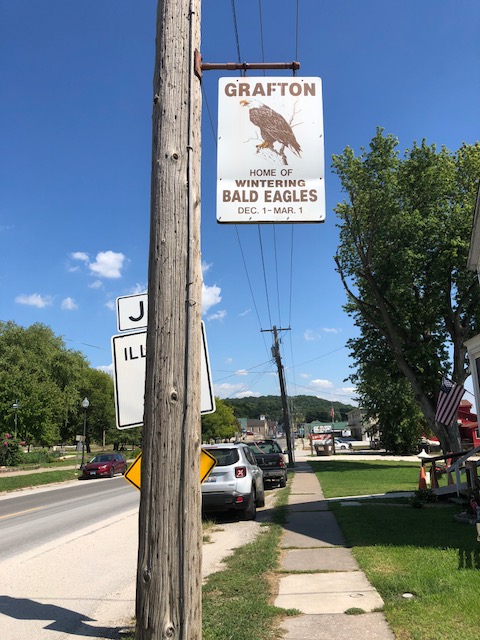 GRAFTON
HOME OF
WINTERING
BALD EAGLES
DEC. 1 - MAR. 1
J
ILL